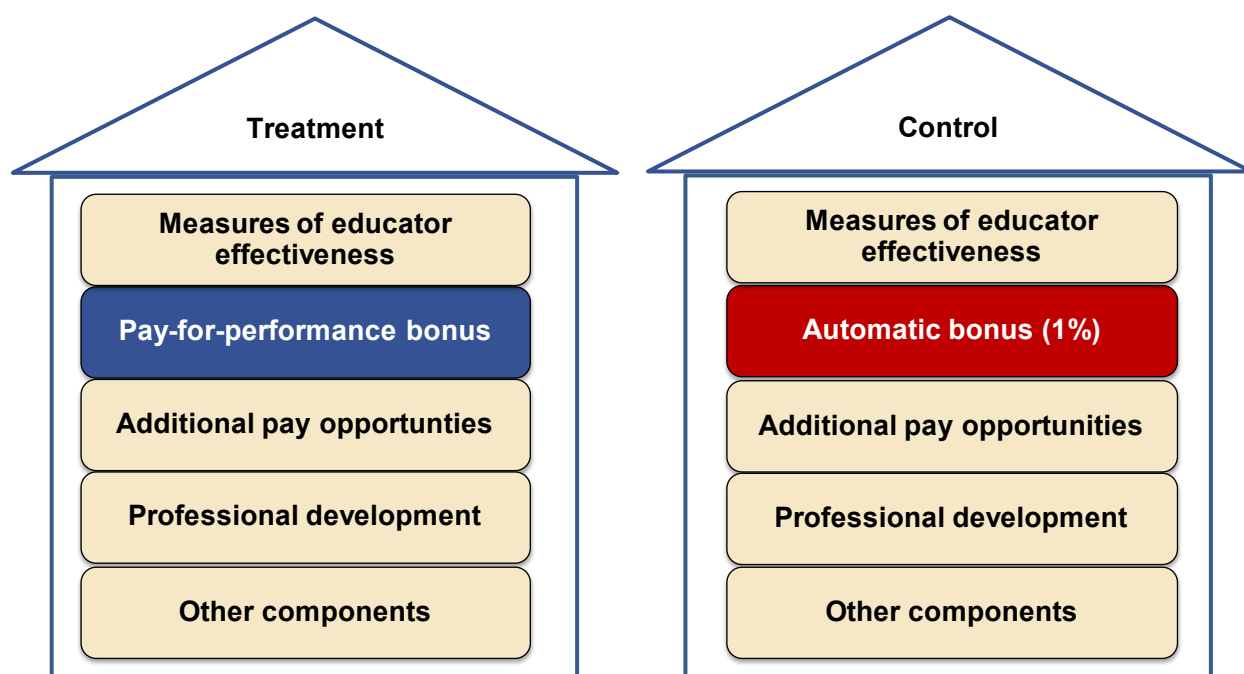 Treatment
Measures of educator
effectiveness
Pay-for-performance bonus
Additional pay opportunties
Professional development
Other components
Control
Measures of educator
effectiveness
Automatic bonus (1%)
Additional pay opportunities
Professional development
Other components